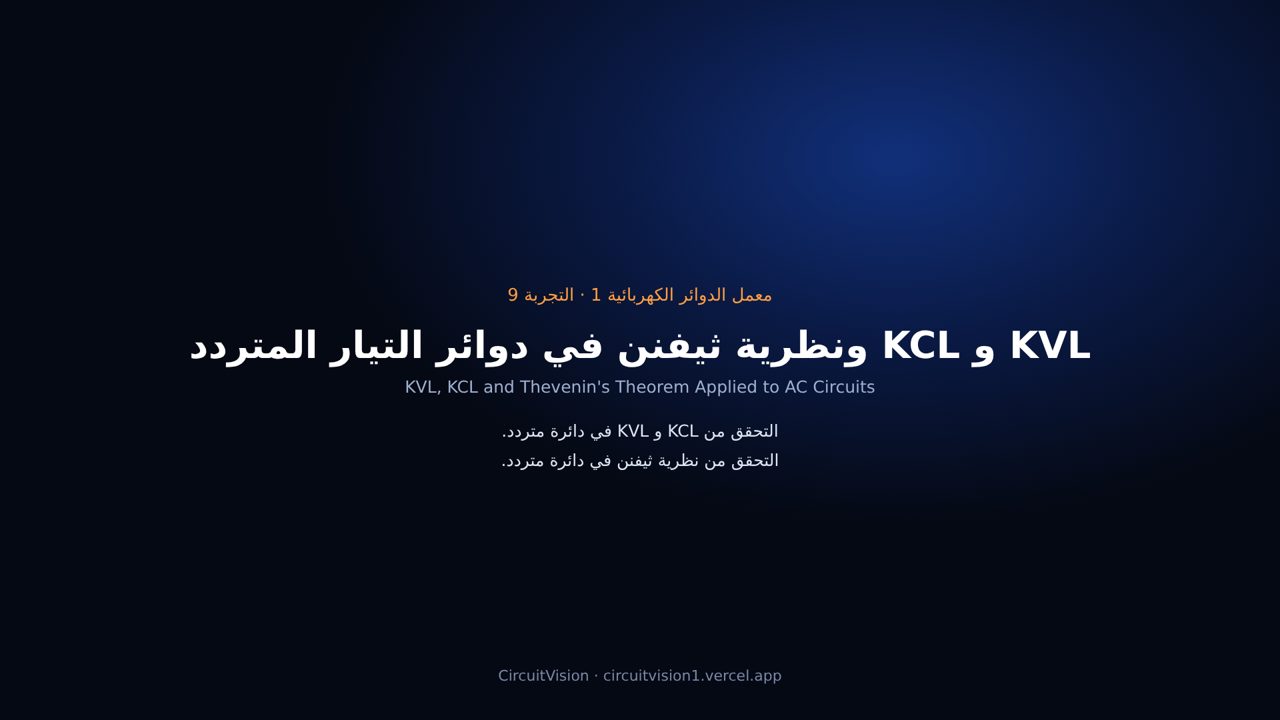 معمل الدوائر الكهربائية 1 · التجربة 9
KVL و KCL ونظرية ثيفنن في دوائر التيار المتردد
KVL, KCL and Thevenin's Theorem Applied to AC Circuits
التحقق من KCL و KVL في دائرة متردد.
التحقق من نظرية ثيفنن في دائرة متردد.
CircuitVision · circuitvision1.vercel.app